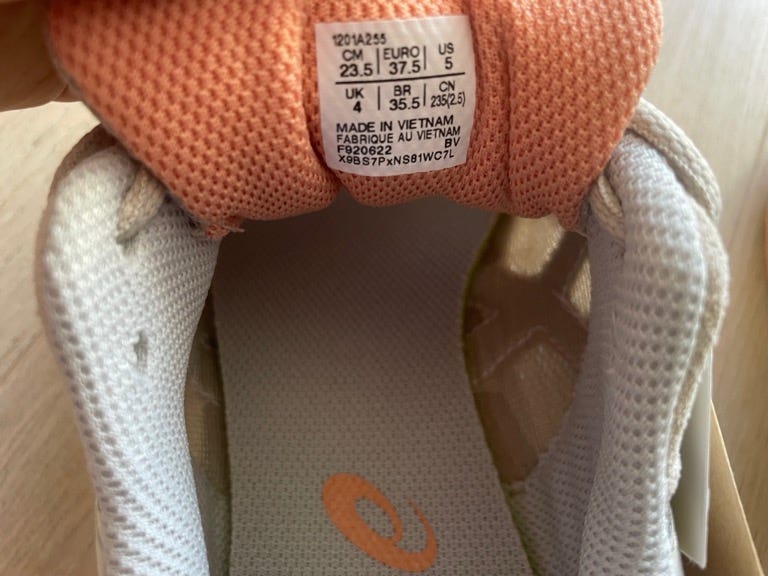 1201A255
CM EURO US
23.5 37.5 5
UK BR CN
4 35.5 235(2.5)
MADE IN VIETNAM
FABRIQUE AU VIETNAM
F920622 BV
X9BS7PxNS81WC7L